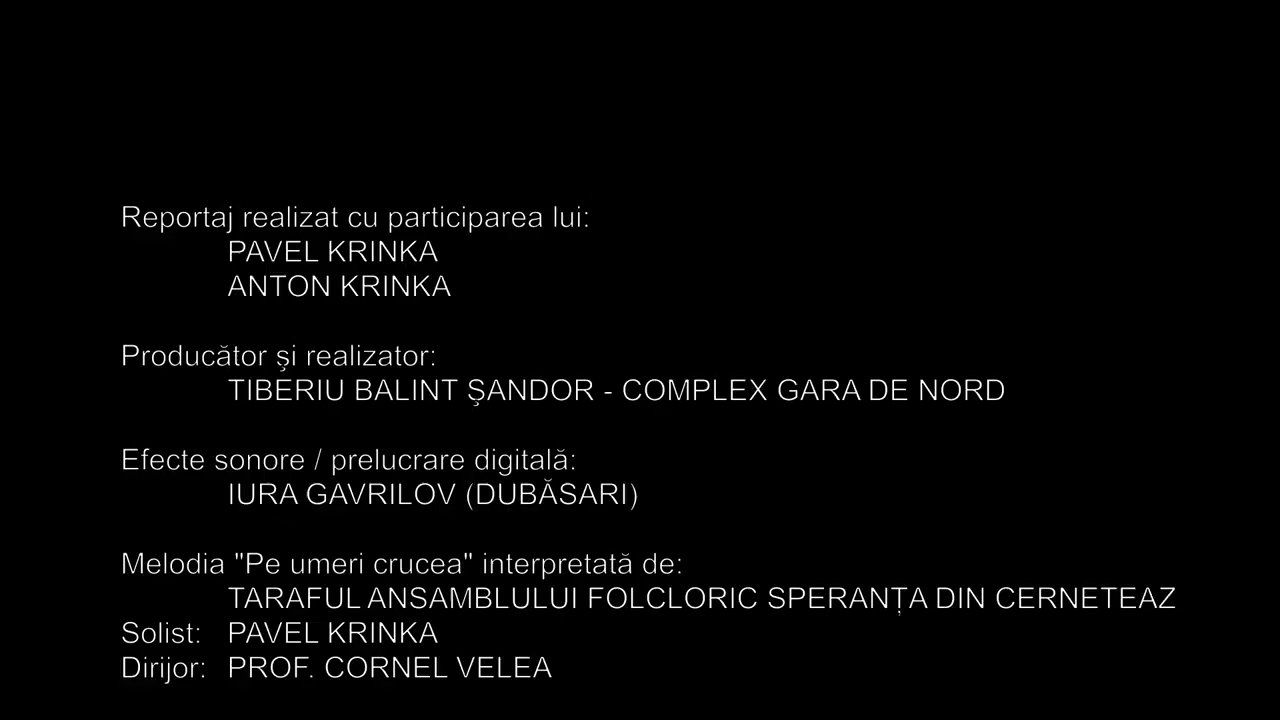 Reportaj realizat cu participarea lui:
PAVEL KRINKA
ANTON KRINKA
Producător și realizator:
TIBERIU BALINT ȘANDOR - COMPLEX GARA DE NORD
Efecte sonore / prelucrare digitală:
IURA GAVRILOV (DUBĂSARI)
Melodia "Pe umeri crucea" interpretată de:
TARAFUL ANSAMBLULUI FOLCLORIC SPERANȚA DIN CERNETEAZ
Solist: PAVEL KRINKA
Dirijor: PROF. CORNEL VELEA